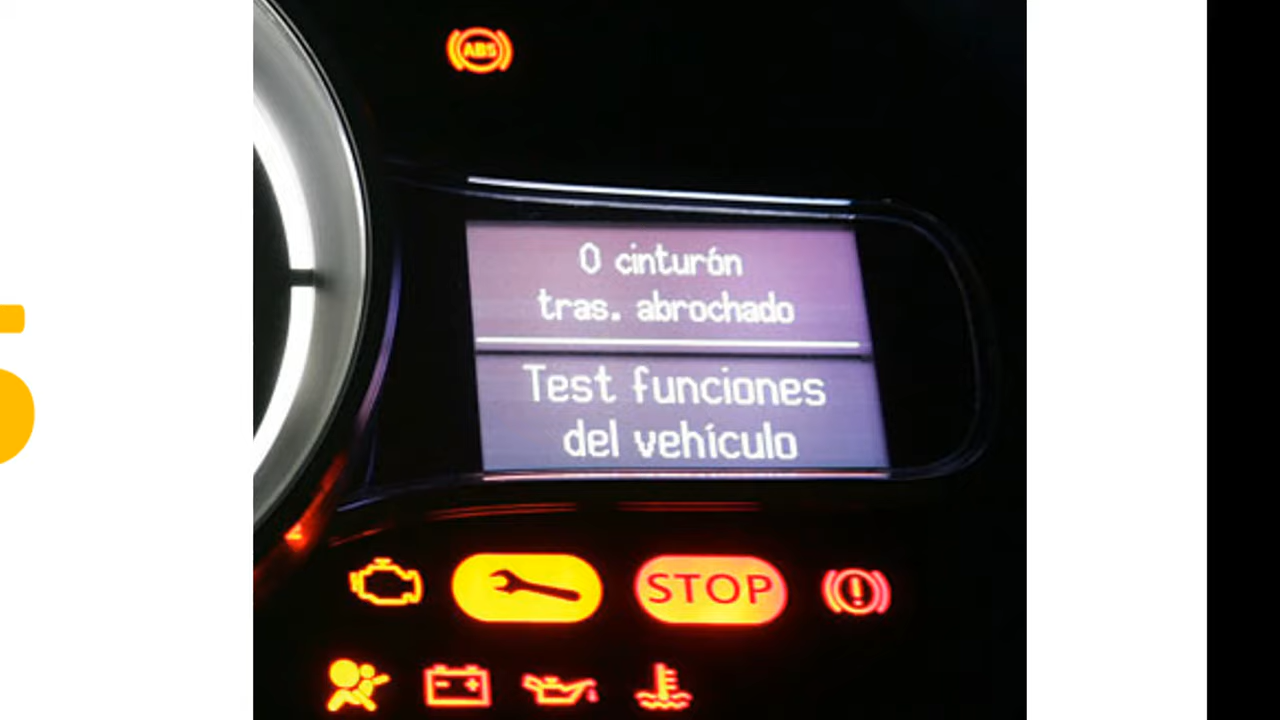 ABS
0 cinturón
tras. abrochado
Test funciones
del vehículo
STOP